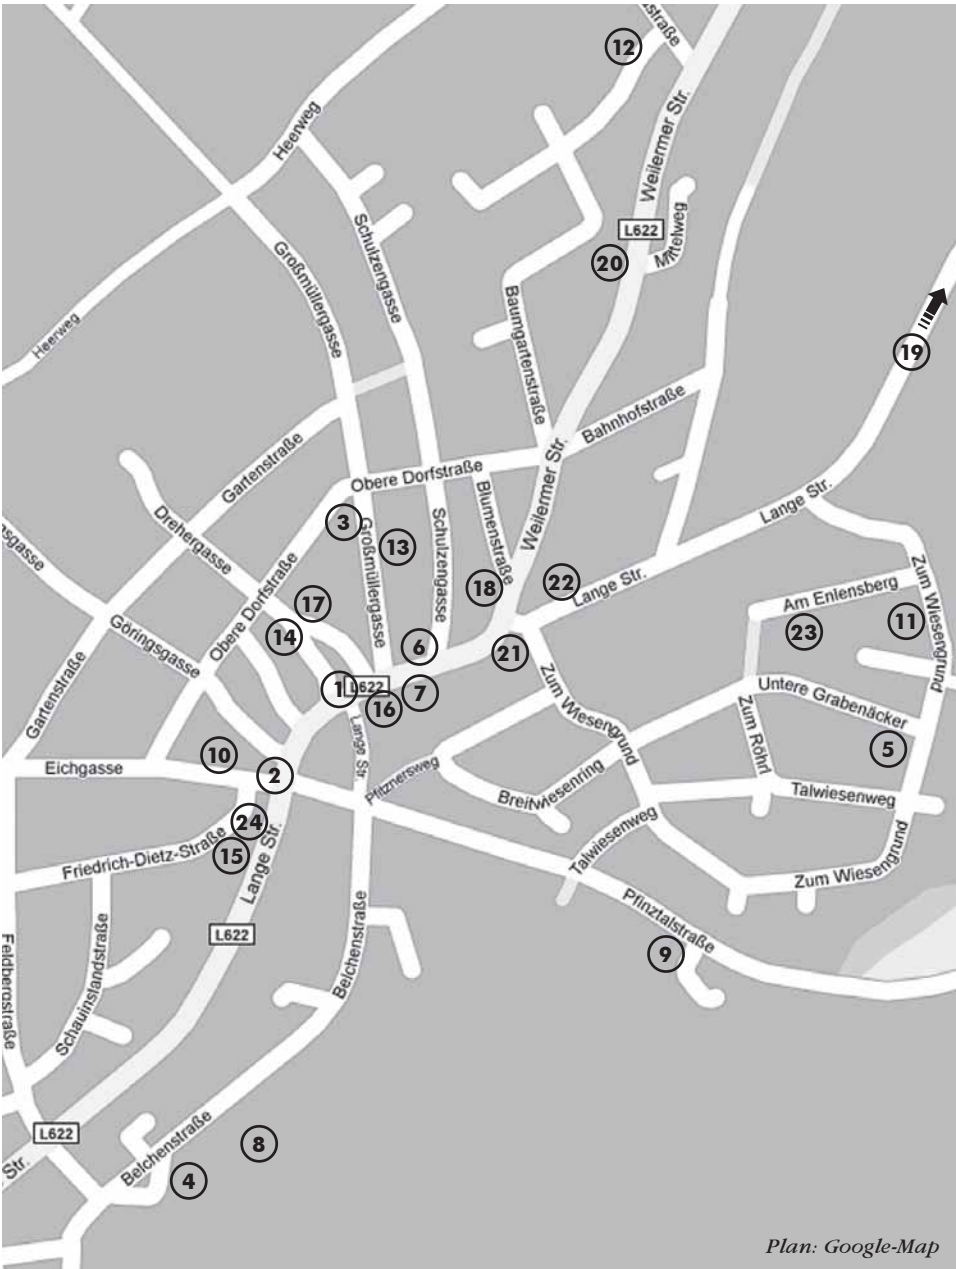 straße
12
Heerweg
Weilermer Str.
Schulzengasse
L622
Mittelweg
Großmüllergasse
20
Baumgartenstraße
Heerweg
19
Bahnhofstraße
Gartenstraße
Obere Dorfstraße
Weilermer Str.
Blumenstraße
Lange Str.
Drehergasse
3
Großmüllergasse
13
Schulzengasse
gsgasse
Obere Dorfstraße
18
22
Lange Str.
Zum Wiesengrund
Am Enlensberg
17
11
Göringsgasse
14
23
6
21
Gartenstraße
1
L622
7
16
Zum Wiesengrund
Untere Grabenäcker
Zum Röhrl
5
Lange Str.
10
Eichgasse
2
Pfitznersweg
Breitwiesenring
Talwiesenweg
24
Friedrich-Dietz-Straße
15
Lange Str.
Talwiesenweg
Zum Wiesengrund
Pfinztalstraße
L622
9
Belchenstraße
Feldbergstraße
Schauinslandstraße
L622
8
Belchenstraße
Str.
4
Plan: Google-Map